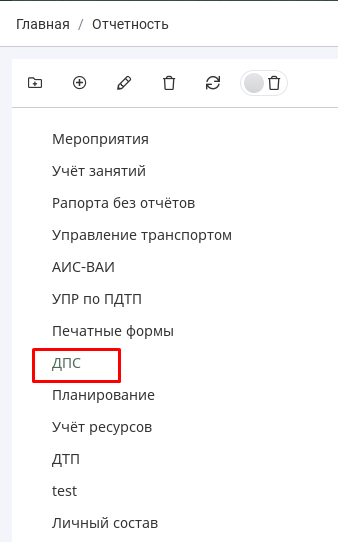 Главная / Отчетность
Мероприятия
Учёт занятий
Рапорта без отчётов
Управление транспортом
АИС-ВАИ
УПР по ПДТП
Печатные формы
ДПС
Планирование
Учёт ресурсов
ДТП
test
Личный состав